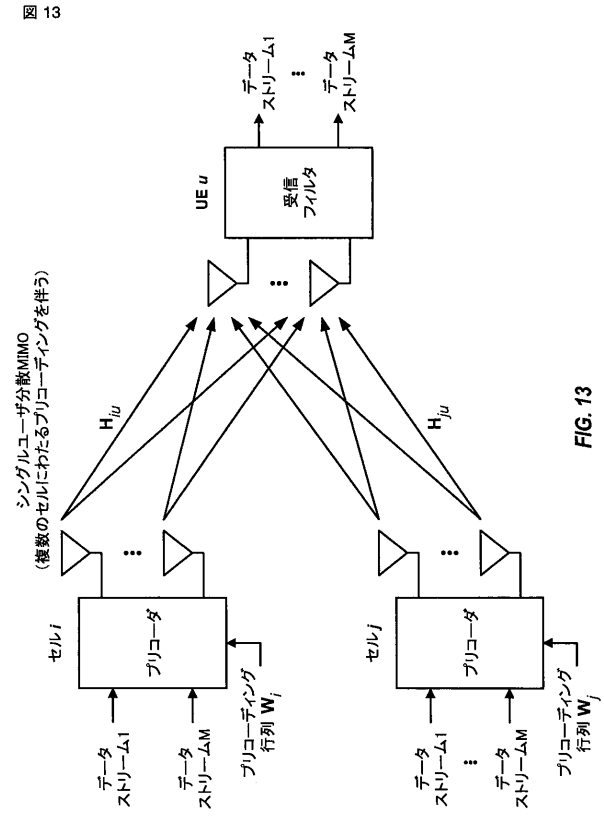 図 13
シングルユーザ分散MIMO
(複数のセルにわたるプリコーディングを伴う)
セル i
データ
ストリーム1
データ
ストリームM
プリコーダ
プリコーディング
行列 Wi
Hiu
セル j
データ
ストリーム1
データ
ストリームM
プリコーダ
プリコーディング
行列 Wj
Hju
UE u
受信
フィルタ
データ
ストリーム1
データ
ストリームM
FIG. 13